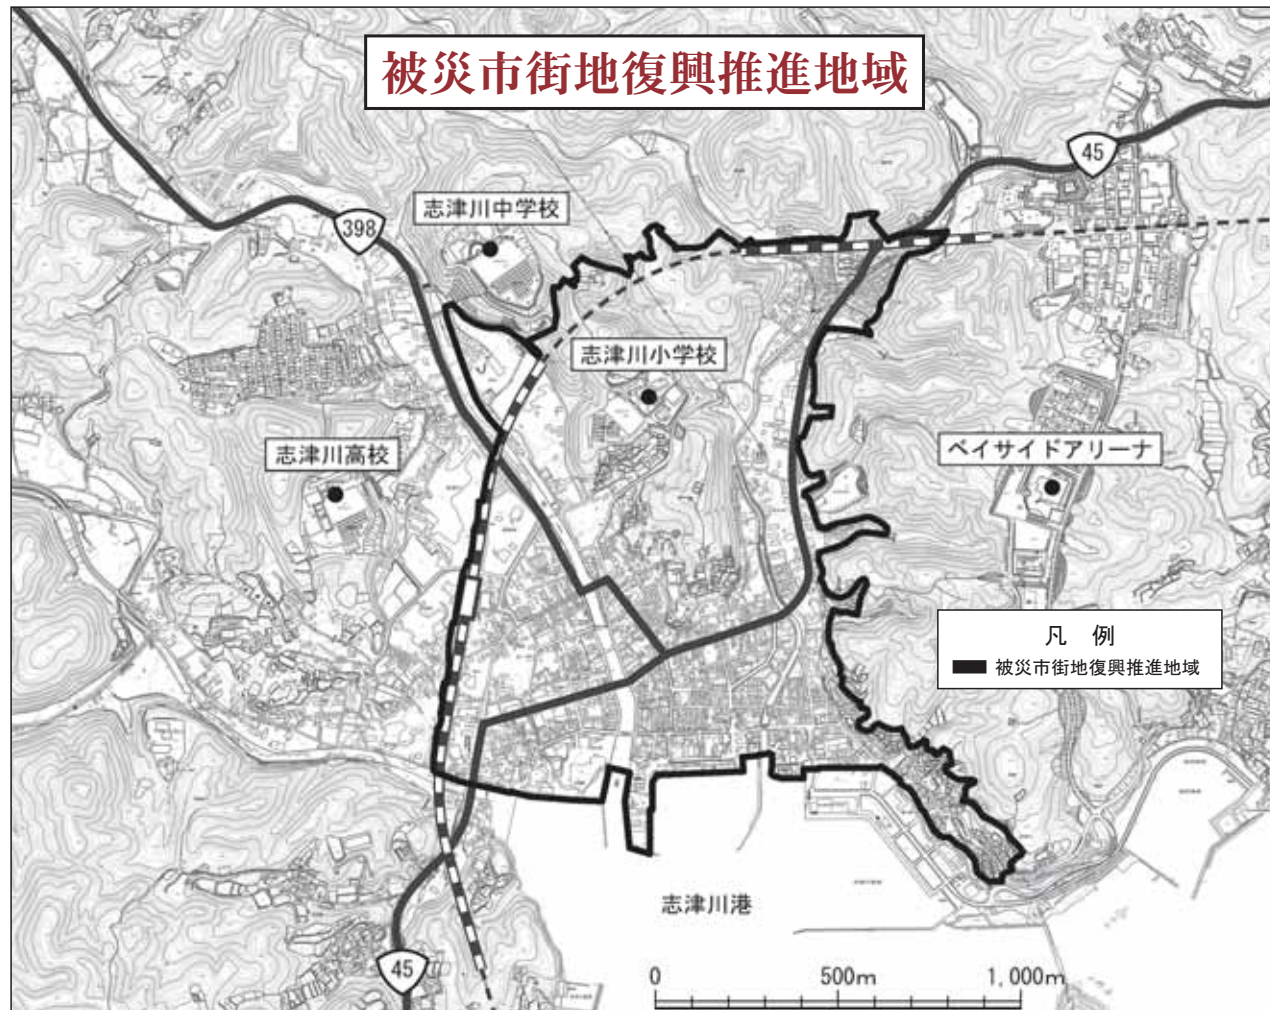 被災市街地復興推進地域
45
398
志津川中学校
志津川小学校
志津川高校
ベイサイドアリーナ
凡 例
被災市街地復興推進地域
志津川港
45
0 500m 1,000m